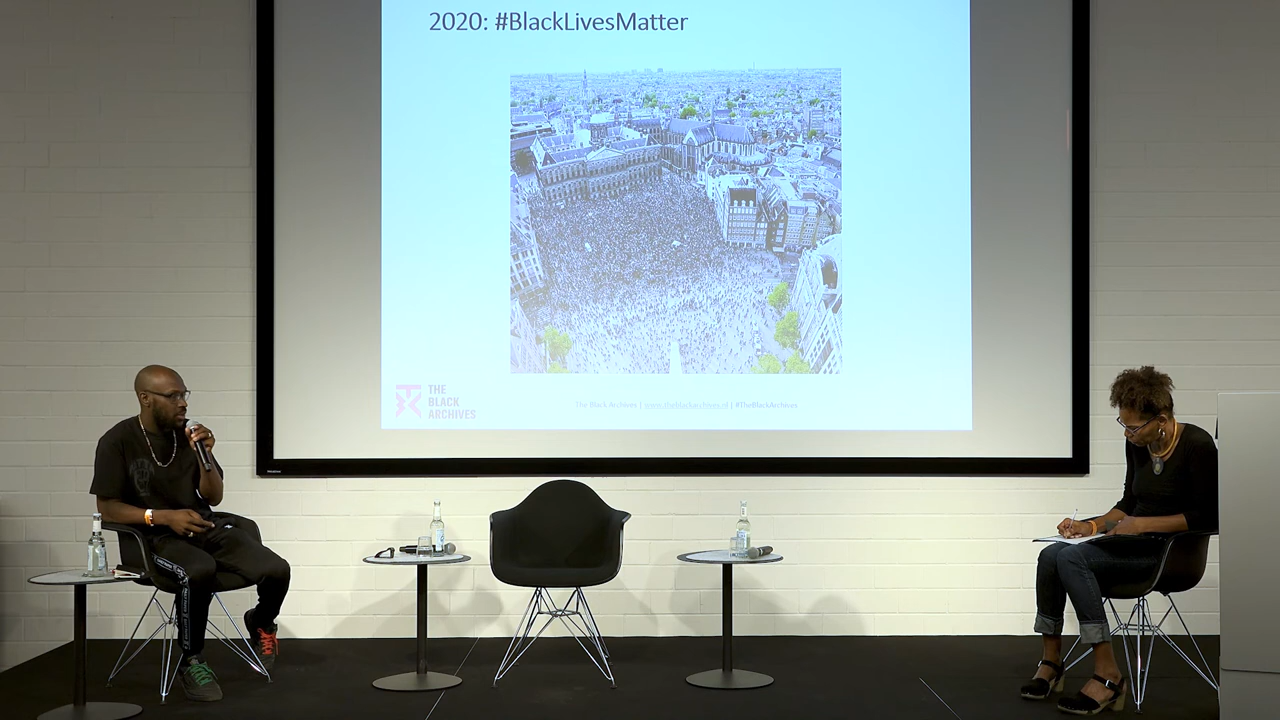 2020: #BlackLivesMatter
THE
BLACK
ARCHIVES
The Black Archives | www.theblackarchives.nl | #TheBlackArchives